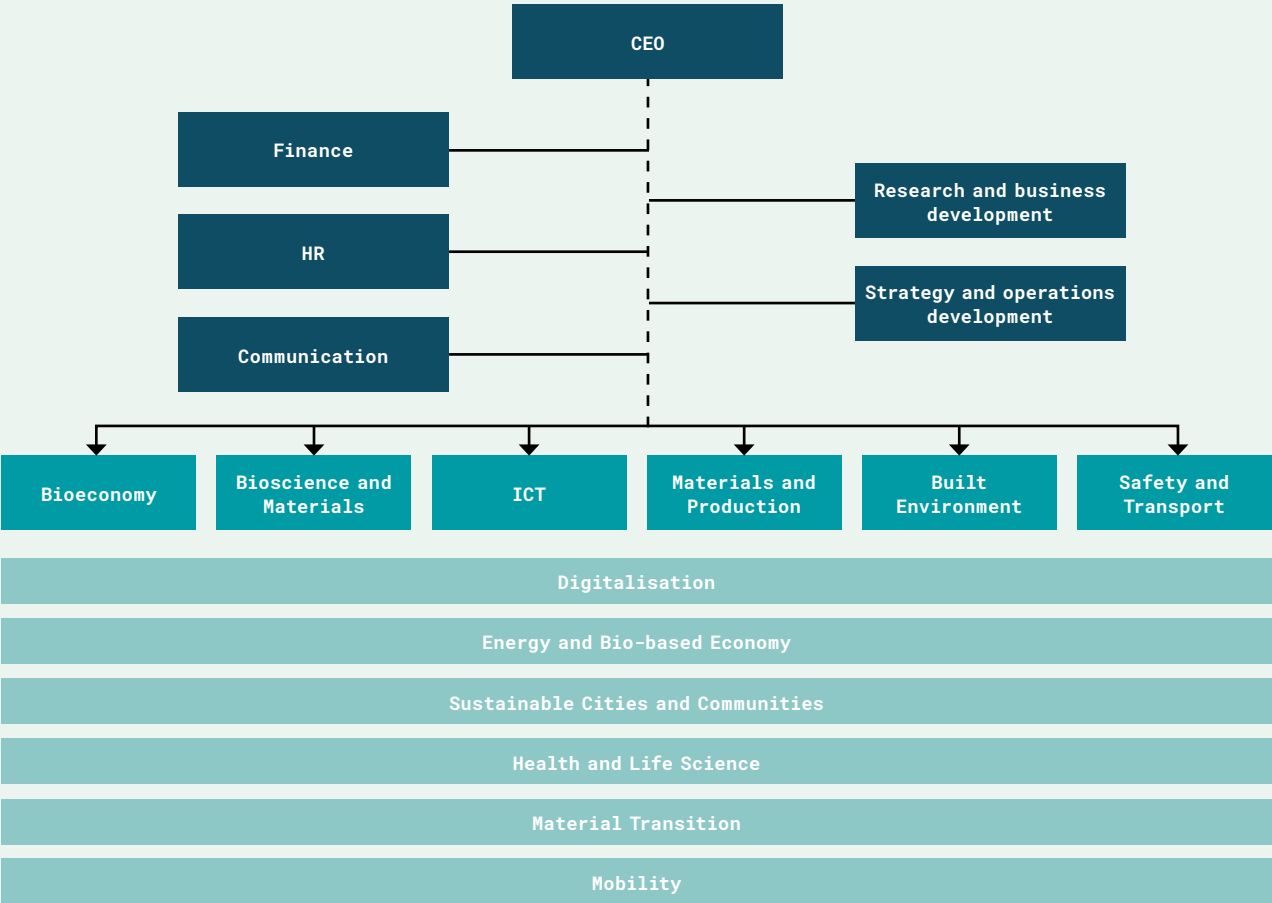 CEO
Finance
Research and business
development
HR
Strategy and operations
development
Communication
Bioeconomy
Bioscience and
Materials
ICT
Materials and
Production
Built
Environment
Safety and
Transport
Digitalisation
Energy and Bio-based Economy
Sustainable Cities and Communities
Health and Life Science
Material Transition
Mobility